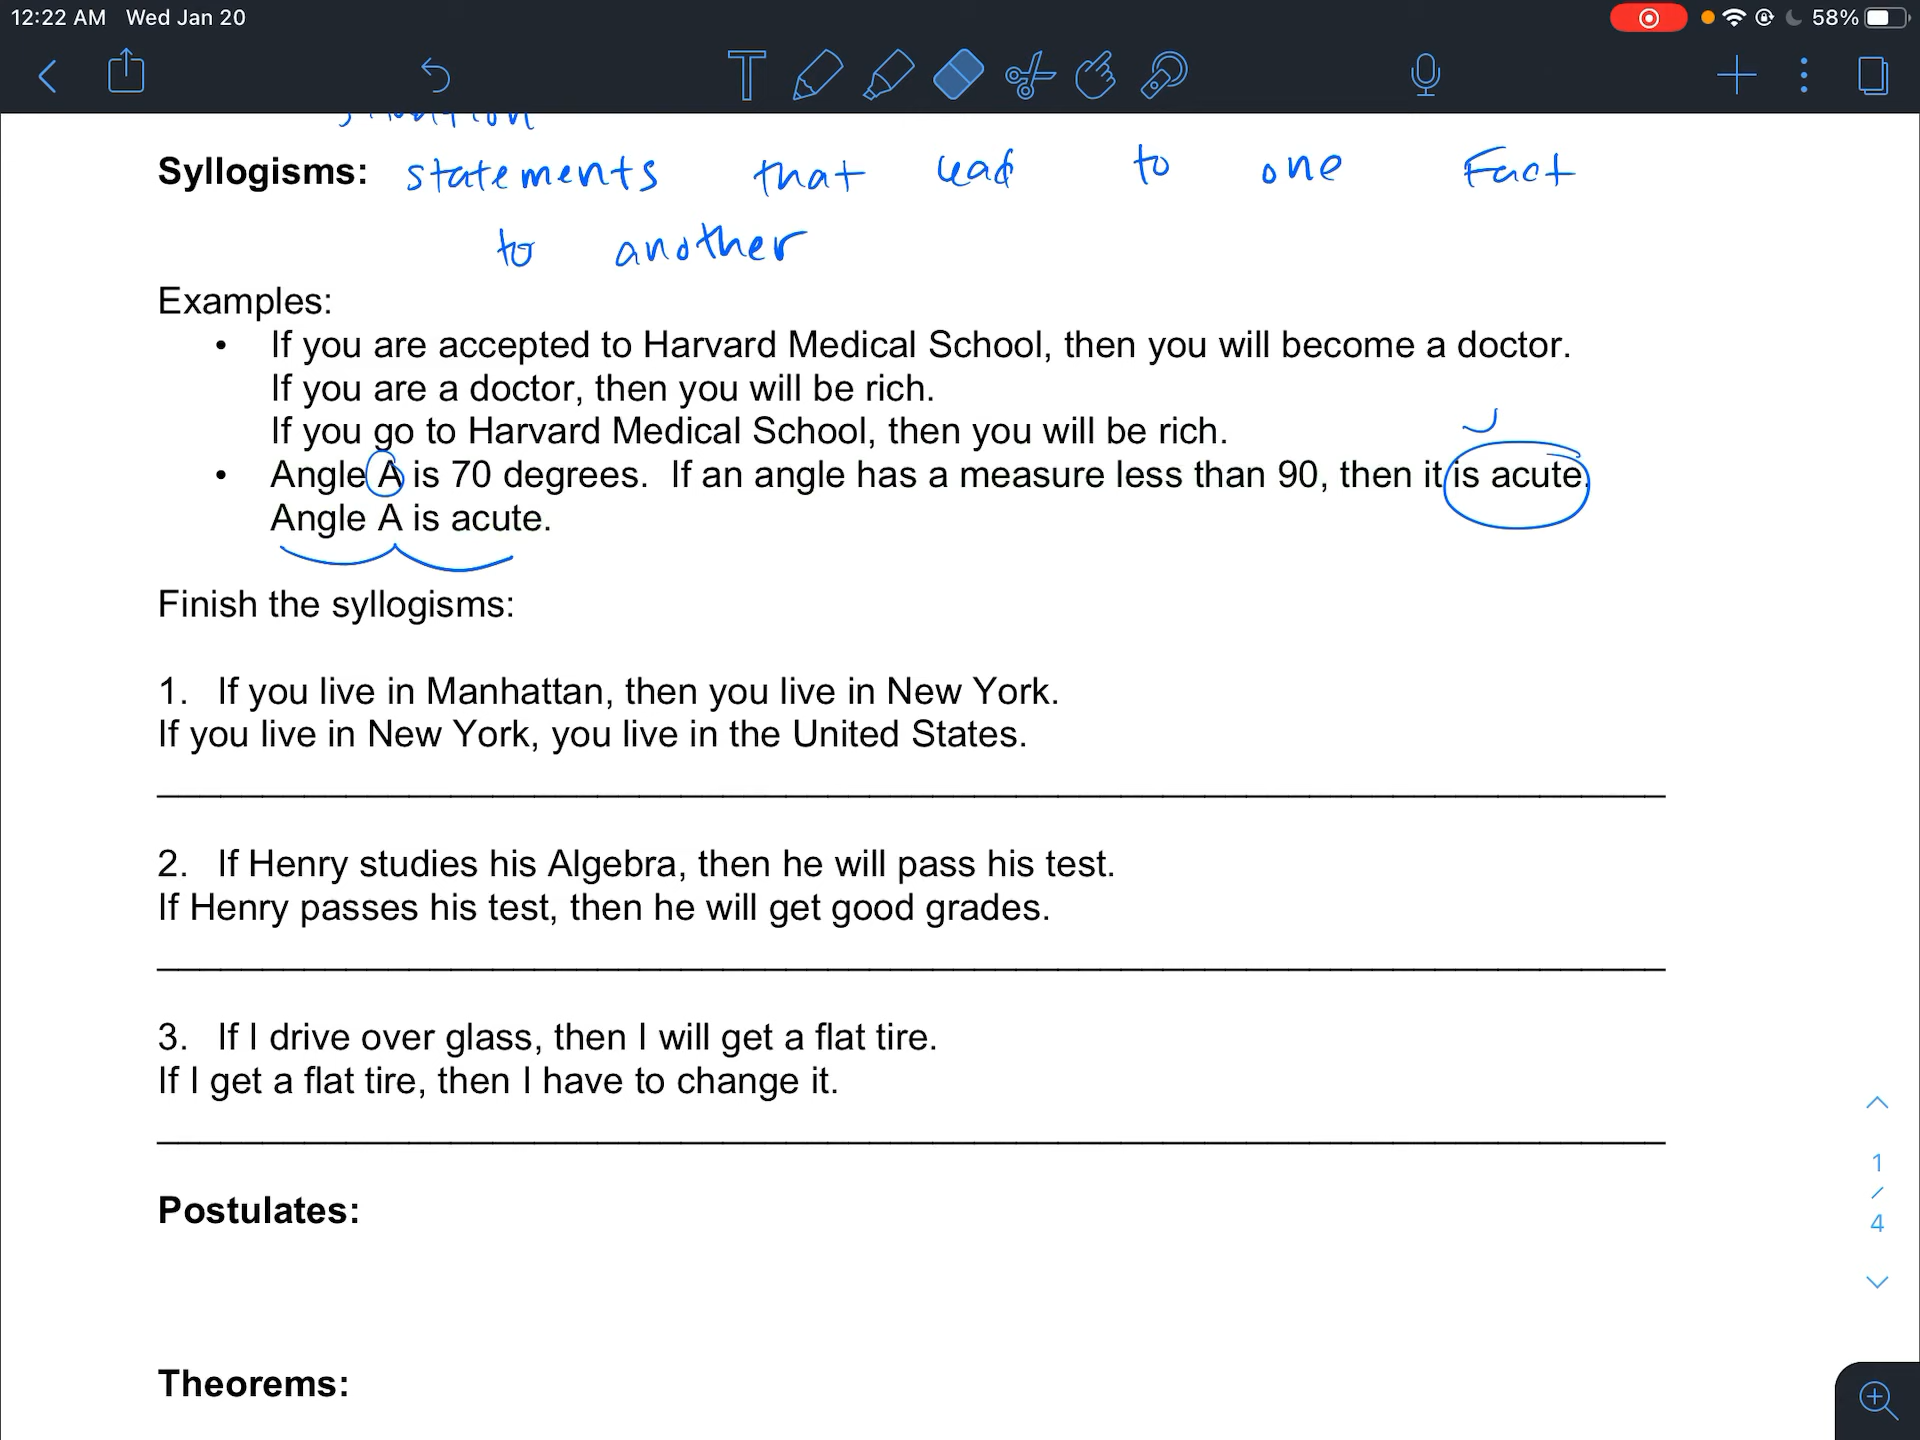 12:22 AM Wed Jan 20
58%
T
Syllogisms: statements that lead to one Fact
to another
Examples:
• If you are accepted to Harvard Medical School, then you will become a doctor.
If you are a doctor, then you will be rich.
If you go to Harvard Medical School, then you will be rich.
• Angle A is 70 degrees. If an angle has a measure less than 90, then it is acute.
Angle A is acute.
Finish the syllogisms:
1. If you live in Manhattan, then you live in New York.
If you live in New York, you live in the United States.
2. If Henry studies his Algebra, then he will pass his test.
If Henry passes his test, then he will get good grades.
3. If I drive over glass, then I will get a flat tire.
If I get a flat tire, then I have to change it.
1
/
4
Postulates:
Theorems: